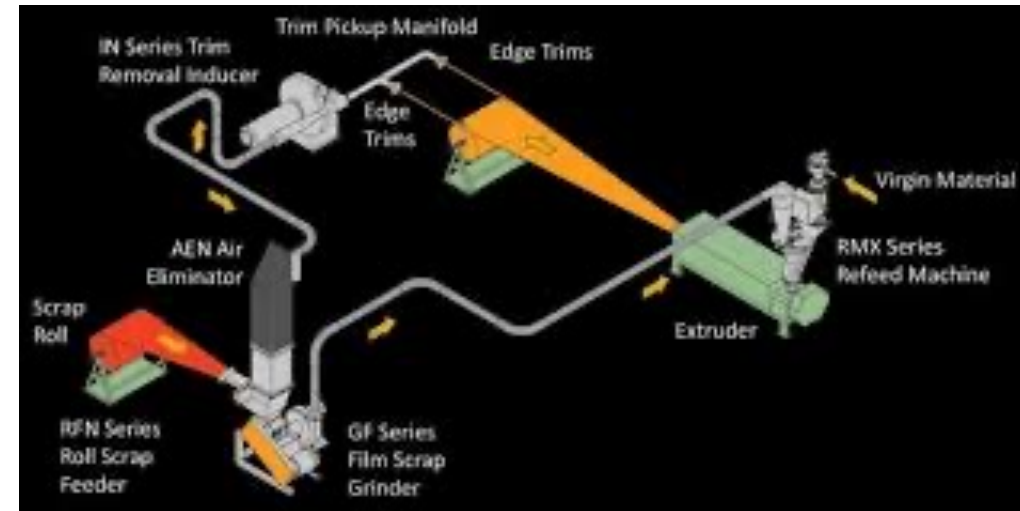 Trim Pickup Manifold
IN Series Trim
Removal Inducer
Edge Trims
Edge
Trims
Virgin Material
AEN Air
Eliminator
RMX Series
Refeed Machine
Scrap
Roll
Extruder
RFN Series
Roll Scrap
Feeder
GF Series
Film Scrap
Grinder